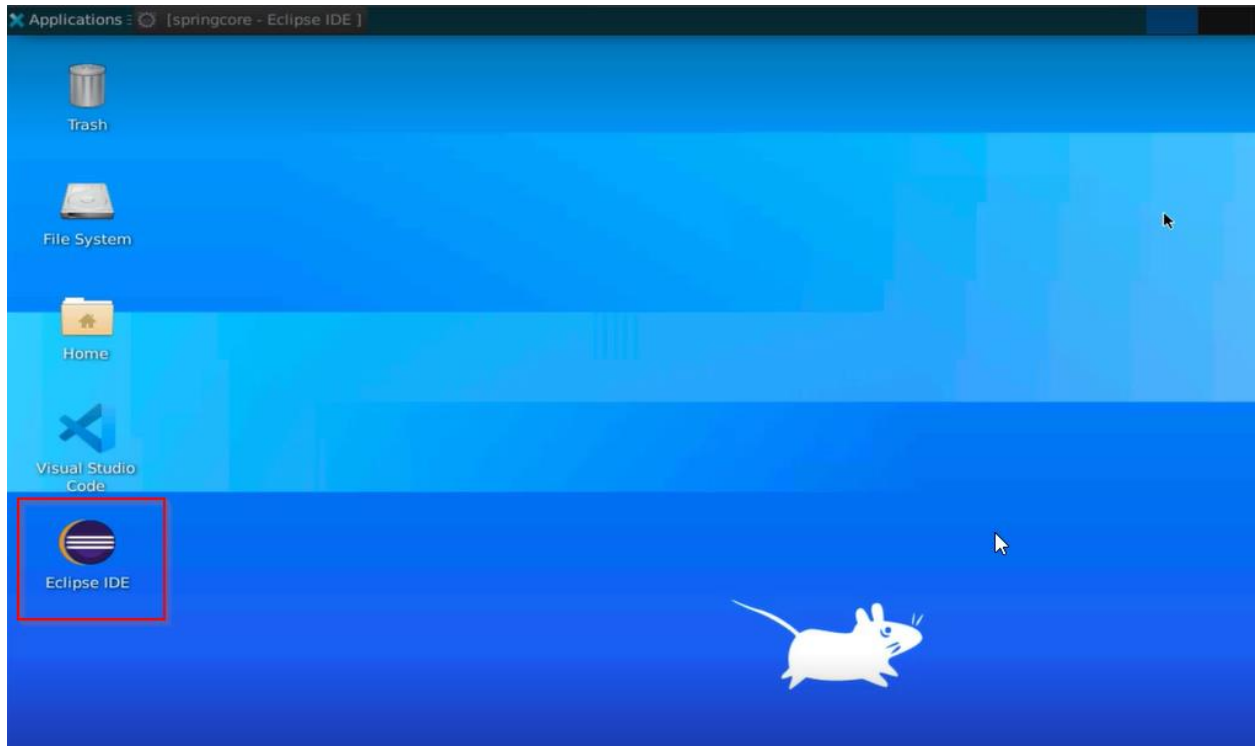 Applications
[springcore - Eclipse IDE ]
Trash
File System
Home
Visual Studio
Code
Eclipse IDE